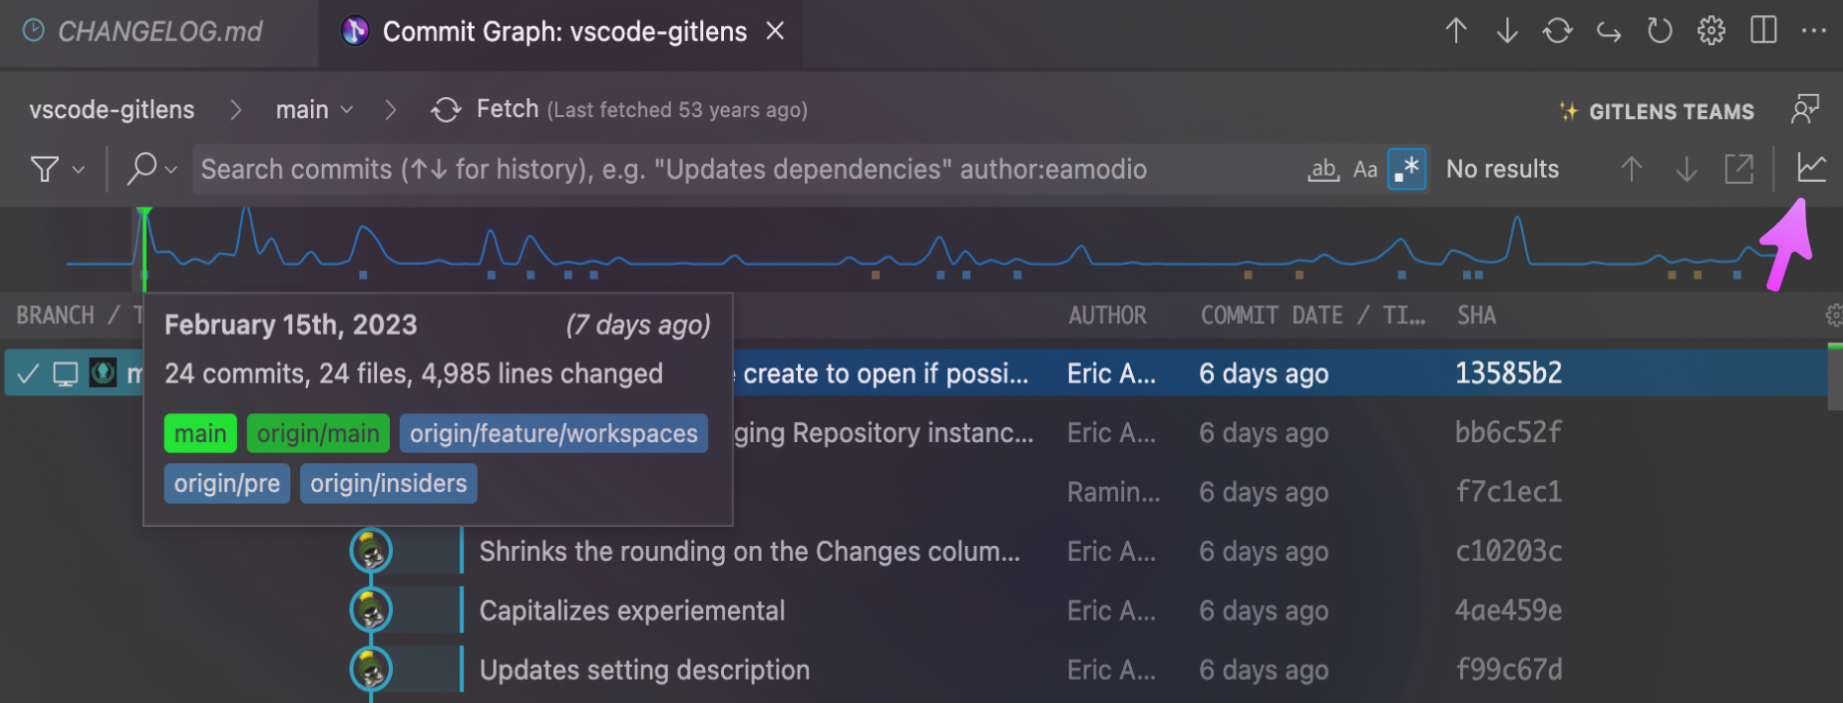 CHANGELOG.md
Commit Graph: vscode-gitlens
vscode-gitlens
main
Fetch (Last fetched 53 years ago)
GITLENS TEAMS
Search commits (↑↓ for history), e.g. "Updates dependencies" author:eamodio
ab
Aa
.*
No results
BRANCH / T
AUTHOR
COMMIT DATE / TI...
SHA
February 15th, 2023
(7 days ago)
24 commits, 24 files, 4,985 lines changed
main
origin/main
origin/feature/workspaces
origin/pre
origin/insiders
m
create to open if possi...
Eric A...
6 days ago
13585b2
ging Repository instanc...
Eric A...
6 days ago
bb6c52f
Ramin...
6 days ago
f7c1ec1
Shrinks the rounding on the Changes colum...
Eric A...
6 days ago
c10203c
Capitalizes experiemental
Eric A...
6 days ago
4ae459e
Updates setting description
Eric A...
6 days ago
f99c67d